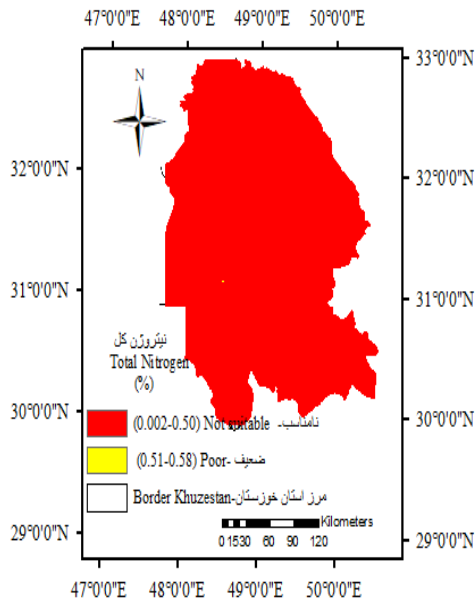 47°0'0"E 48°0'0"E 49°0'0"E 50°0'0"E
33°0'0"N
N
32°0'0"N 32°0'0"N
31°0'0"N 31°0'0"N
نیتروژن کل
Total Nitrogen
(%)
30°0'0"N 30°0'0"N
(0.002-0.50) Not suitable -نامناسب
(0.51-0.58) Poor- ضعیف
Border Khuzestan-مرز استان خوزستان
Kilometers
0 1530 60 90 120
29°0'0"N 29°0'0"N
47°0'0"E 48°0'0"E 49°0'0"E 50°0'0"E